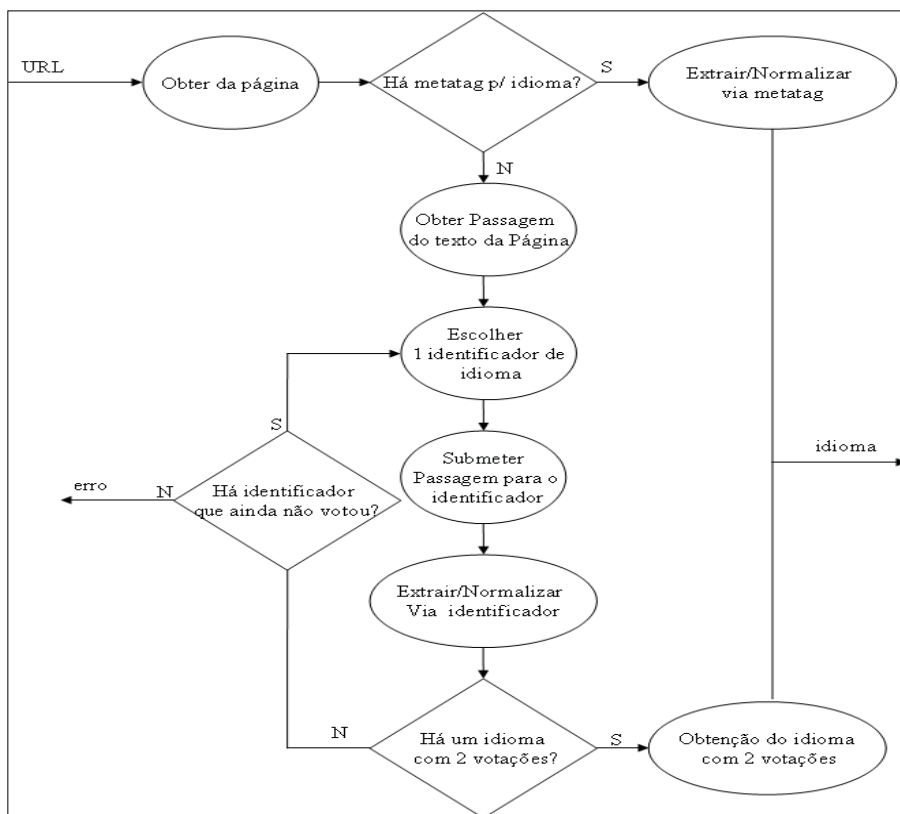 URL
Obter da página
Há metatag p/ idioma?
S
Extrair/Normalizar
via metatag
N
Obter Passagem
do texto da Página
Escolher
1 identificador de
idioma
S
Submeter
Passagem para o
identificador
idioma
erro
N
Há identificador
que ainda não votou?
Extrair/Normalizar
Via identificador
N
Há um idioma
com 2 votações?
S
Obtenção do idioma
com 2 votações